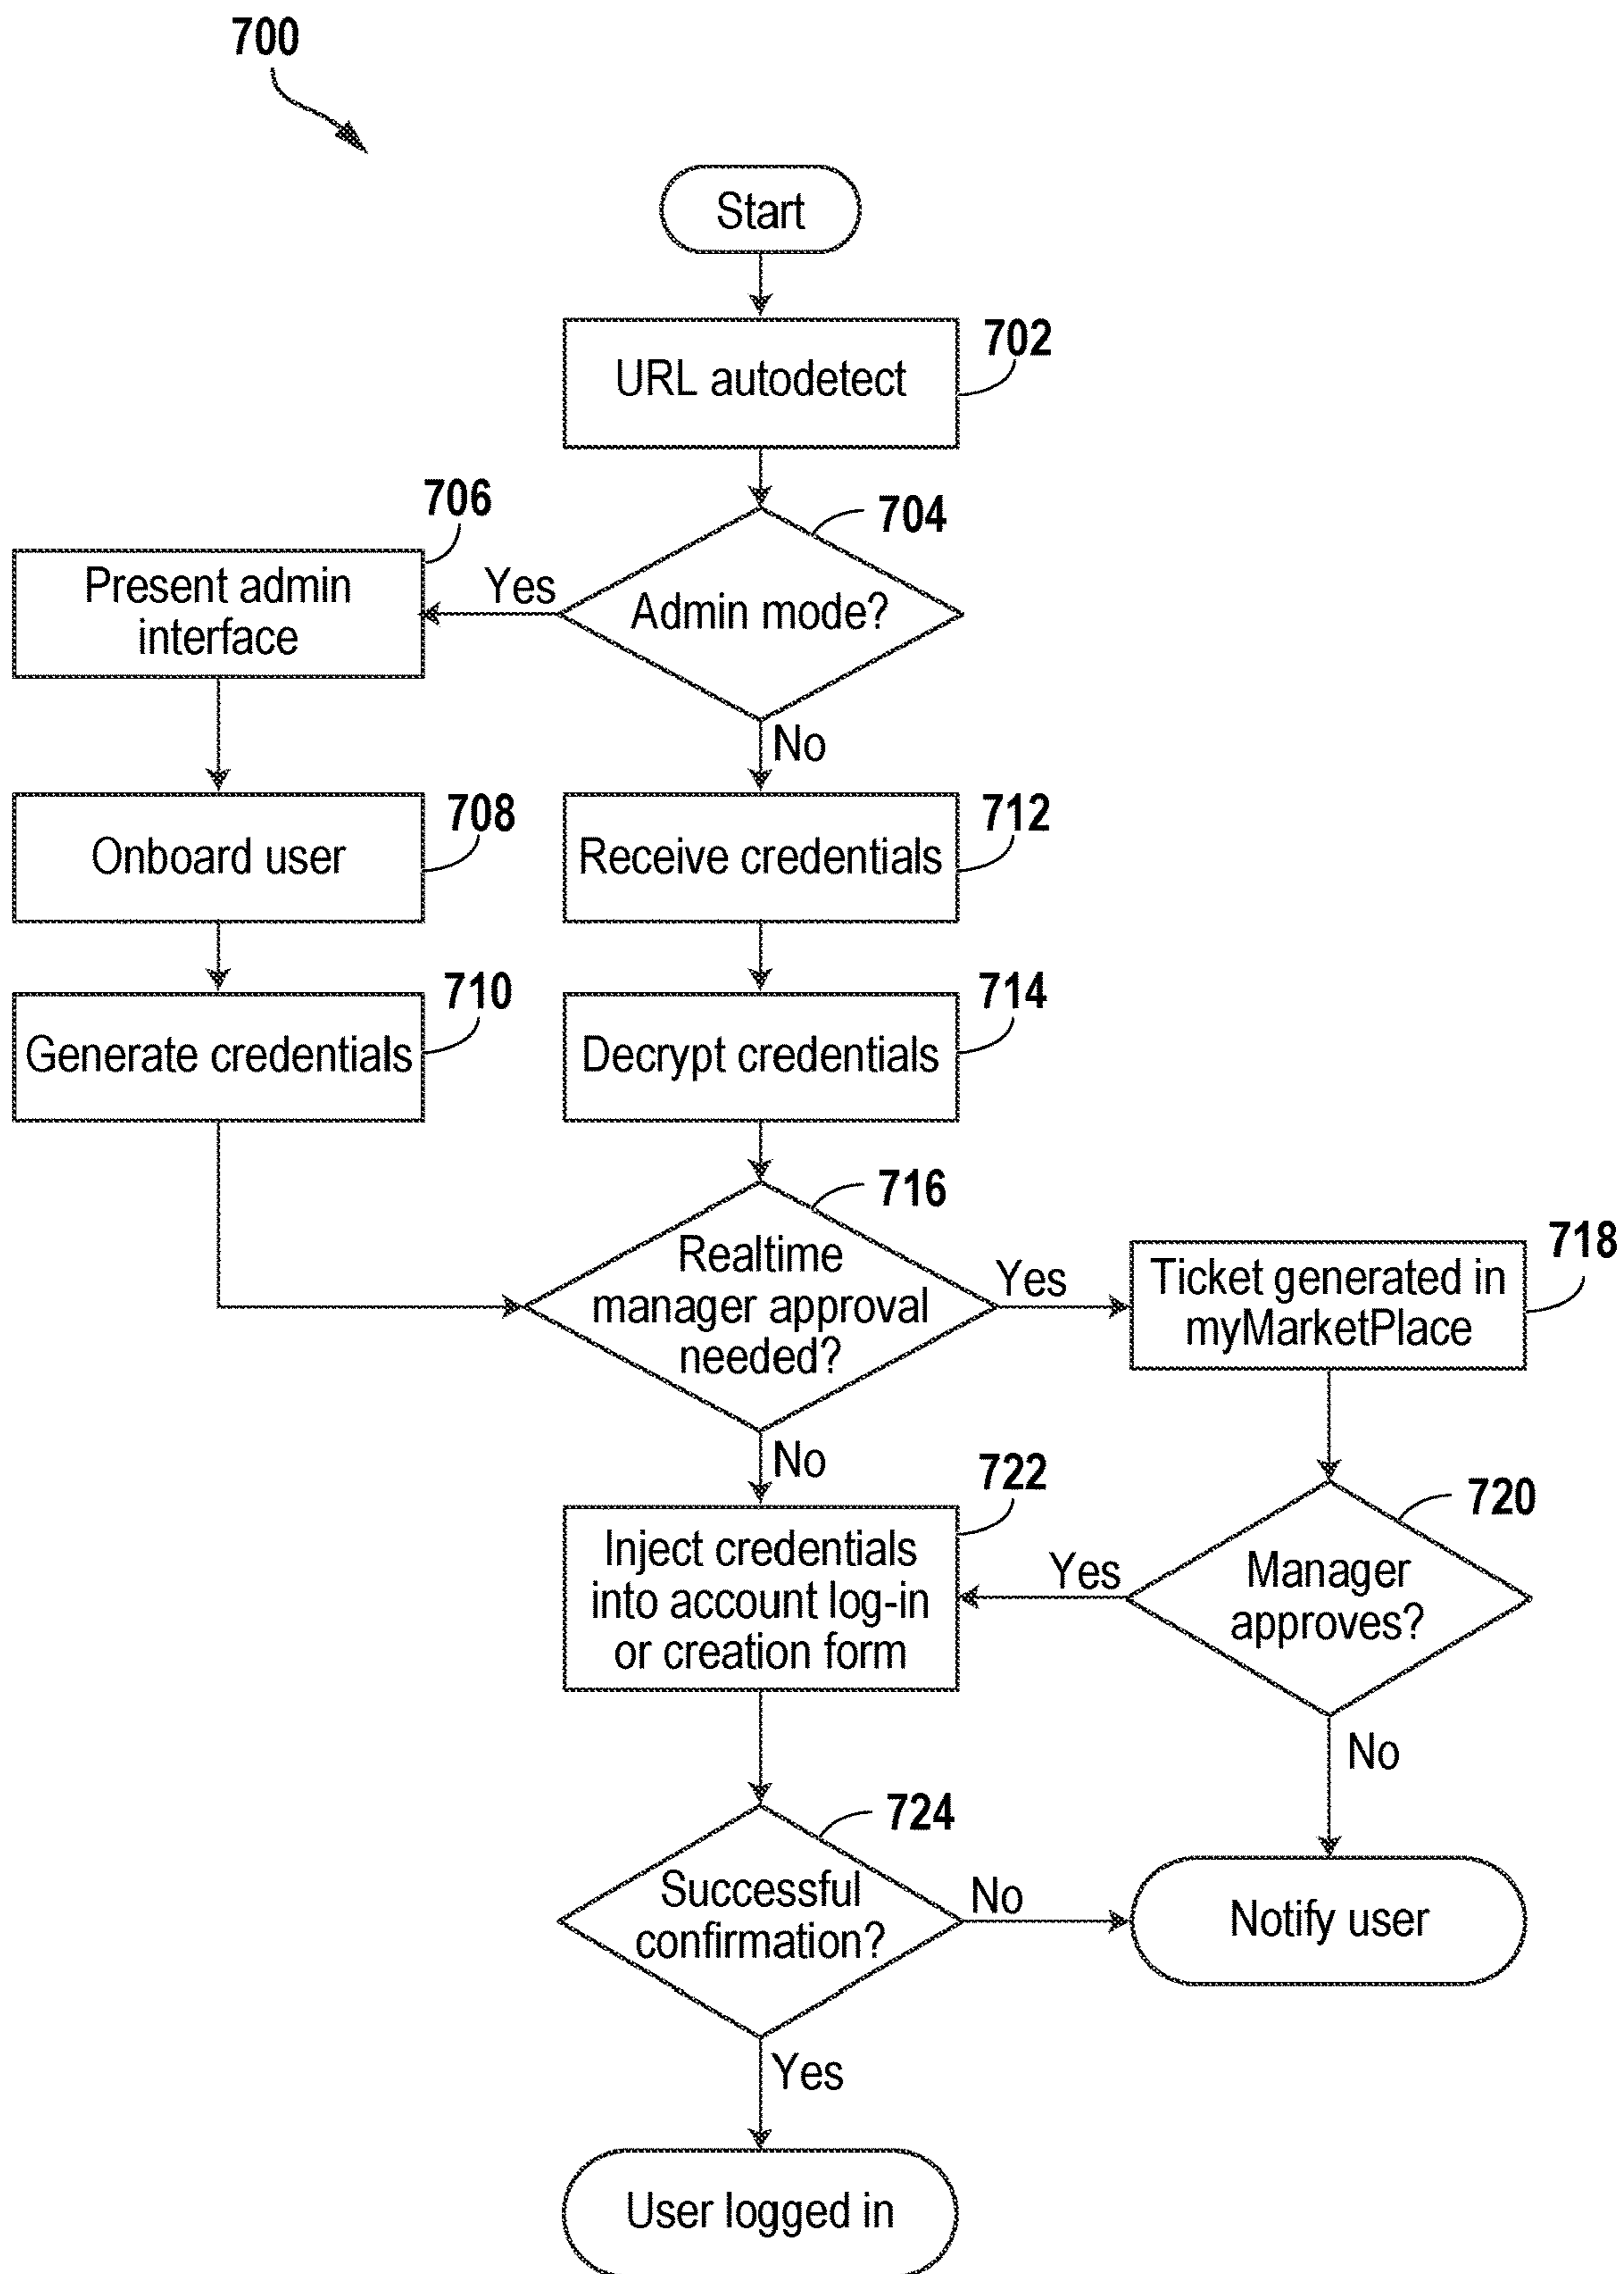 700
Start
702
URL autodetect
704
Admin mode?
Yes
706
Present admin
interface
No
708
Onboard user
712
Receive credentials
710
Generate credentials
714
Decrypt credentials
716
Realtime
manager approval
needed?
Yes
718
Ticket generated in
myMarketPlace
No
722
Inject credentials
into account log-in
or creation form
720
Manager
approves?
Yes
No
724
Successful
confirmation?
No
Notify user
Yes
User logged in